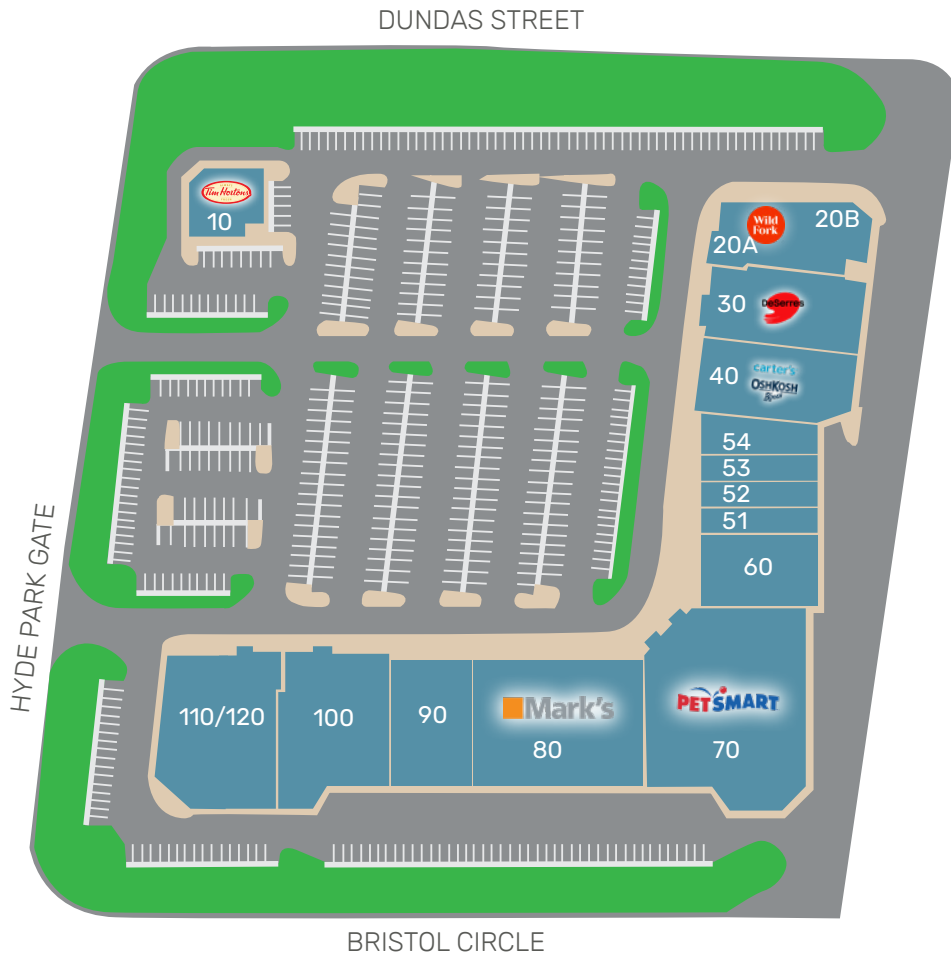 DUNDAS STREET
Tim Hortons
10
Wild
Fork
20B
20A
30
DeSerres
40
carter's
OSHKOSH
B'gosh
54
53
52
51
60
HYDE PARK GATE
110/120
100
90
Mark's
80
PETSMART
70
BRISTOL CIRCLE